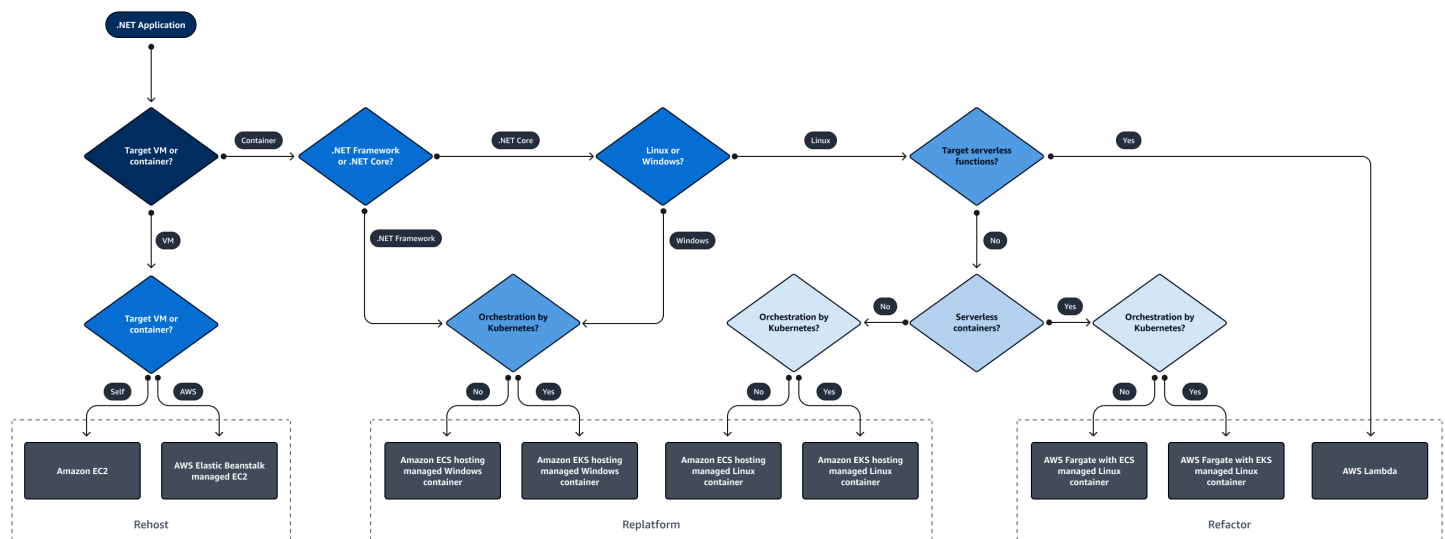 .NET Application
Target VM or
container?
Container
.NET Framework
or .NET Core?
.NET Core
Linux or
Windows?
Linux
Target serverless
functions?
Yes
VM
.NET Framework
Windows
No
Target VM or
container?
Orchestration by
Kubernetes?
Orchestration by
Kubernetes?
No
Serverless
containers?
Yes
Orchestration by
Kubernetes?
Self
AWS
No
Yes
No
Yes
No
Yes
Amazon EC2
AWS Elastic Beanstalk
managed EC2
Amazon ECS hosting
managed Windows
container
Amazon EKS hosting
managed Windows
container
Amazon ECS hosting
managed Linux
container
Amazon EKS hosting
managed Linux
container
AWS Fargate with ECS
managed Linux
container
AWS Fargate with EKS
managed Linux
container
AWS Lambda
Rehost
Replatform
Refactor